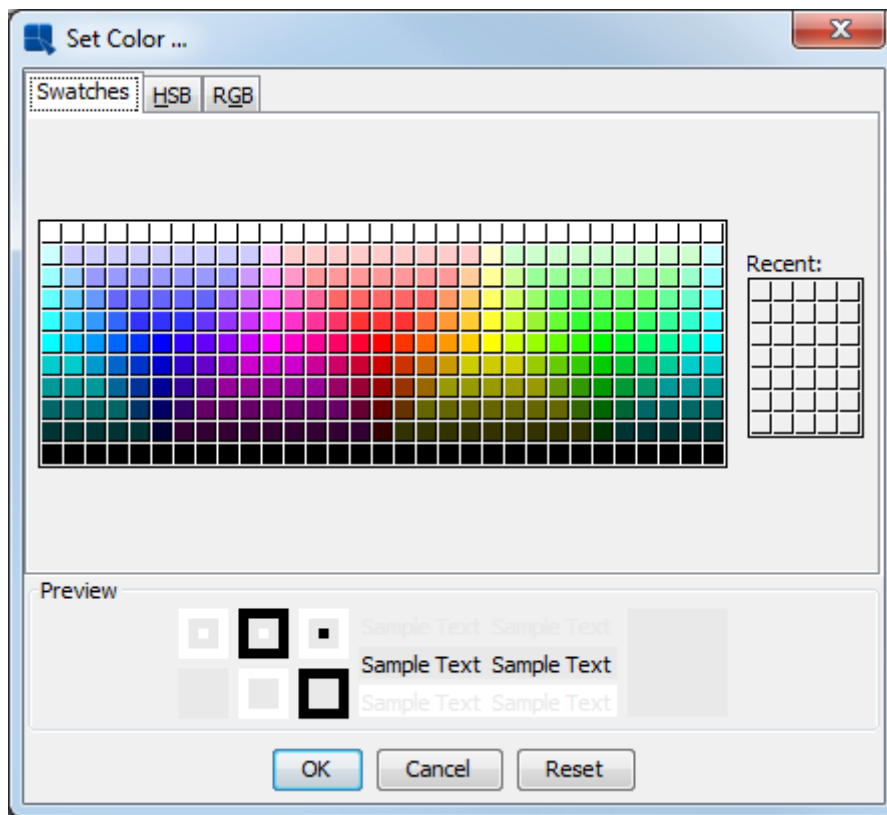 Set Color ...
Swatches HSB RGB
Recent:
Preview
Sample Text Sample Text
Sample Text Sample Text
Sample Text Sample Text
OK Cancel Reset